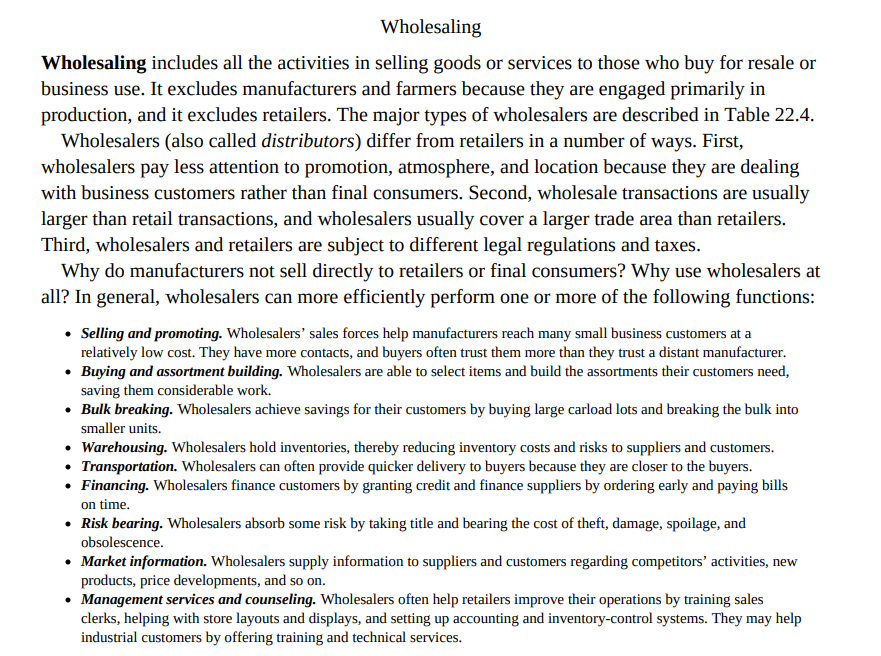 Wholesaling
Wholesaling includes all the activities in selling goods or services to those who buy for resale or
business use. It excludes manufacturers and farmers because they are engaged primarily in
production, and it excludes retailers. The major types of wholesalers are described in Table 22.4.
Wholesalers (also called distributors) differ from retailers in a number of ways. First,
wholesalers pay less attention to promotion, atmosphere, and location because they are dealing
with business customers rather than final consumers. Second, wholesale transactions are usually
larger than retail transactions, and wholesalers usually cover a larger trade area than retailers.
Third, wholesalers and retailers are subject to different legal regulations and taxes.
Why do manufacturers not sell directly to retailers or final consumers? Why use wholesalers at
all? In general, wholesalers can more efficiently perform one or more of the following functions:
• Selling and promoting. Wholesalers’ sales forces help manufacturers reach many small business customers at a
relatively low cost. They have more contacts, and buyers often trust them more than they trust a distant manufacturer.
• Buying and assortment building. Wholesalers are able to select items and build the assortments their customers need,
saving them considerable work.
• Bulk breaking. Wholesalers achieve savings for their customers by buying large carload lots and breaking the bulk into
smaller units.
• Warehousing. Wholesalers hold inventories, thereby reducing inventory costs and risks to suppliers and customers.
• Transportation. Wholesalers can often provide quicker delivery to buyers because they are closer to the buyers.
• Financing. Wholesalers finance customers by granting credit and finance suppliers by ordering early and paying bills
on time.
• Risk bearing. Wholesalers absorb some risk by taking title and bearing the cost of theft, damage, spoilage, and
obsolescence.
• Market information. Wholesalers supply information to suppliers and customers regarding competitors’ activities, new
products, price developments, and so on.
• Management services and counseling. Wholesalers often help retailers improve their operations by training sales
clerks, helping with store layouts and displays, and setting up accounting and inventory-control systems. They may help
industrial customers by offering training and technical services.